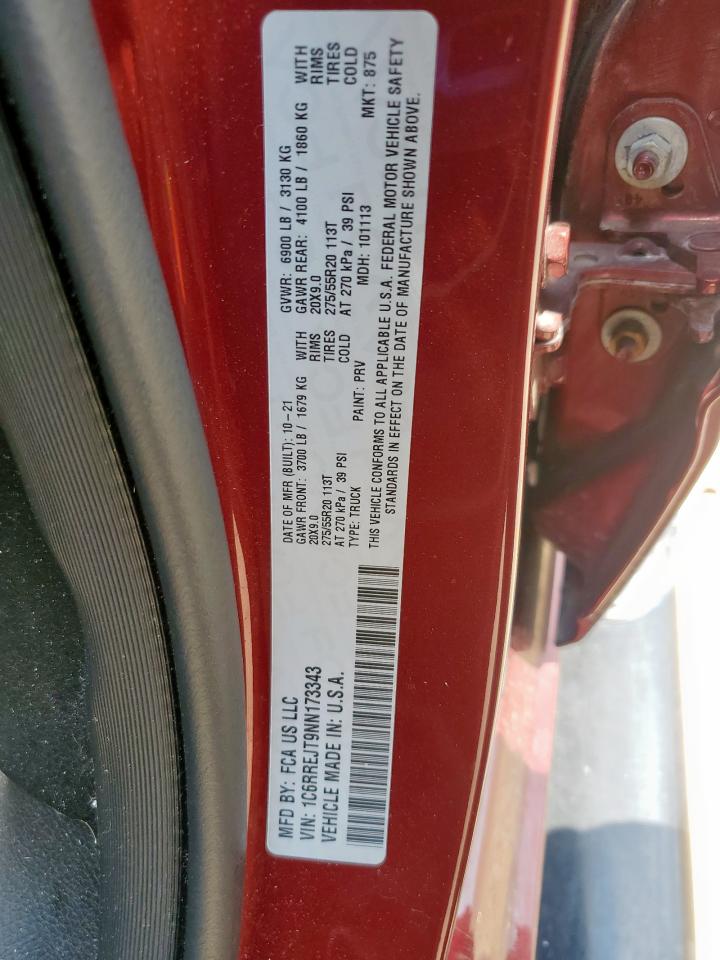 MFD BY: FCA US LLC
VIN: 1C6RREJT9NN173343
VEHICLE MADE IN: U.S.A.
DATE OF MFR (BUILT): 10-21
GVWR: 6900 LB / 3130 KG
GAWR FRONT: 3700 LB / 1679 KG WITH
GAWR REAR: 4100 LB / 1860 KG WITH
20X9.0 RIMS
20X9.0 RIMS
275/55R20 113T TIRES
275/55R20 113T TIRES
AT 270 kPa / 39 PSI COLD
AT 270 kPa / 39 PSI COLD
TYPE: TRUCK PAINT: PRV MDH: 101113 MKT: 875
THIS VEHICLE CONFORMS TO ALL APPLICABLE U.S.A. FEDERAL MOTOR VEHICLE SAFETY
STANDARDS IN EFFECT ON THE DATE OF MANUFACTURE SHOWN ABOVE.